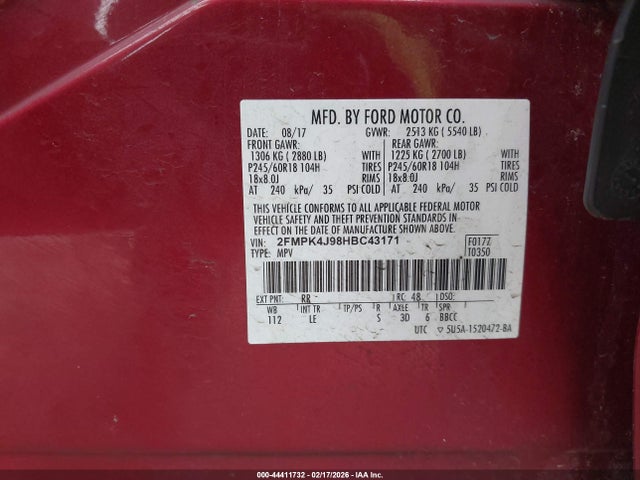 MFD. BY FORD MOTOR CO.
DATE: 08/17 GVWR: 2513 KG ( 5540 LB)
FRONT GAWR: REAR GAWR:
1306 KG ( 2880 LB) WITH 1225 KG ( 2700 LB) WITH
P245/60R18 104H TIRES P245/60R18 104H TIRES
18x8.0J RIMS 18x8.0J RIMS
AT 240 kPa/ 35 PSI COLD AT 240 kPa/ 35 PSI COLD
THIS VEHICLE CONFORMS TO ALL APPLICABLE FEDERAL MOTOR
VEHICLE SAFETY AND THEFT PREVENTION STANDARDS IN
EFFECT ON THE DATE OF MANUFACTURE SHOWN ABOVE.
VIN: 2FMPK4J98HBC43171 F0177
TYPE: MPV T0350
EXT PNT: RR RC: 48 DSO:
WB INT TR TP/PS R AXLE TR SPR
112 LE S 3D 6 BBCC
UTC ▽ 5U5A-1520472-BA
000-44411732 - 02/17/2026 - IAA Inc.